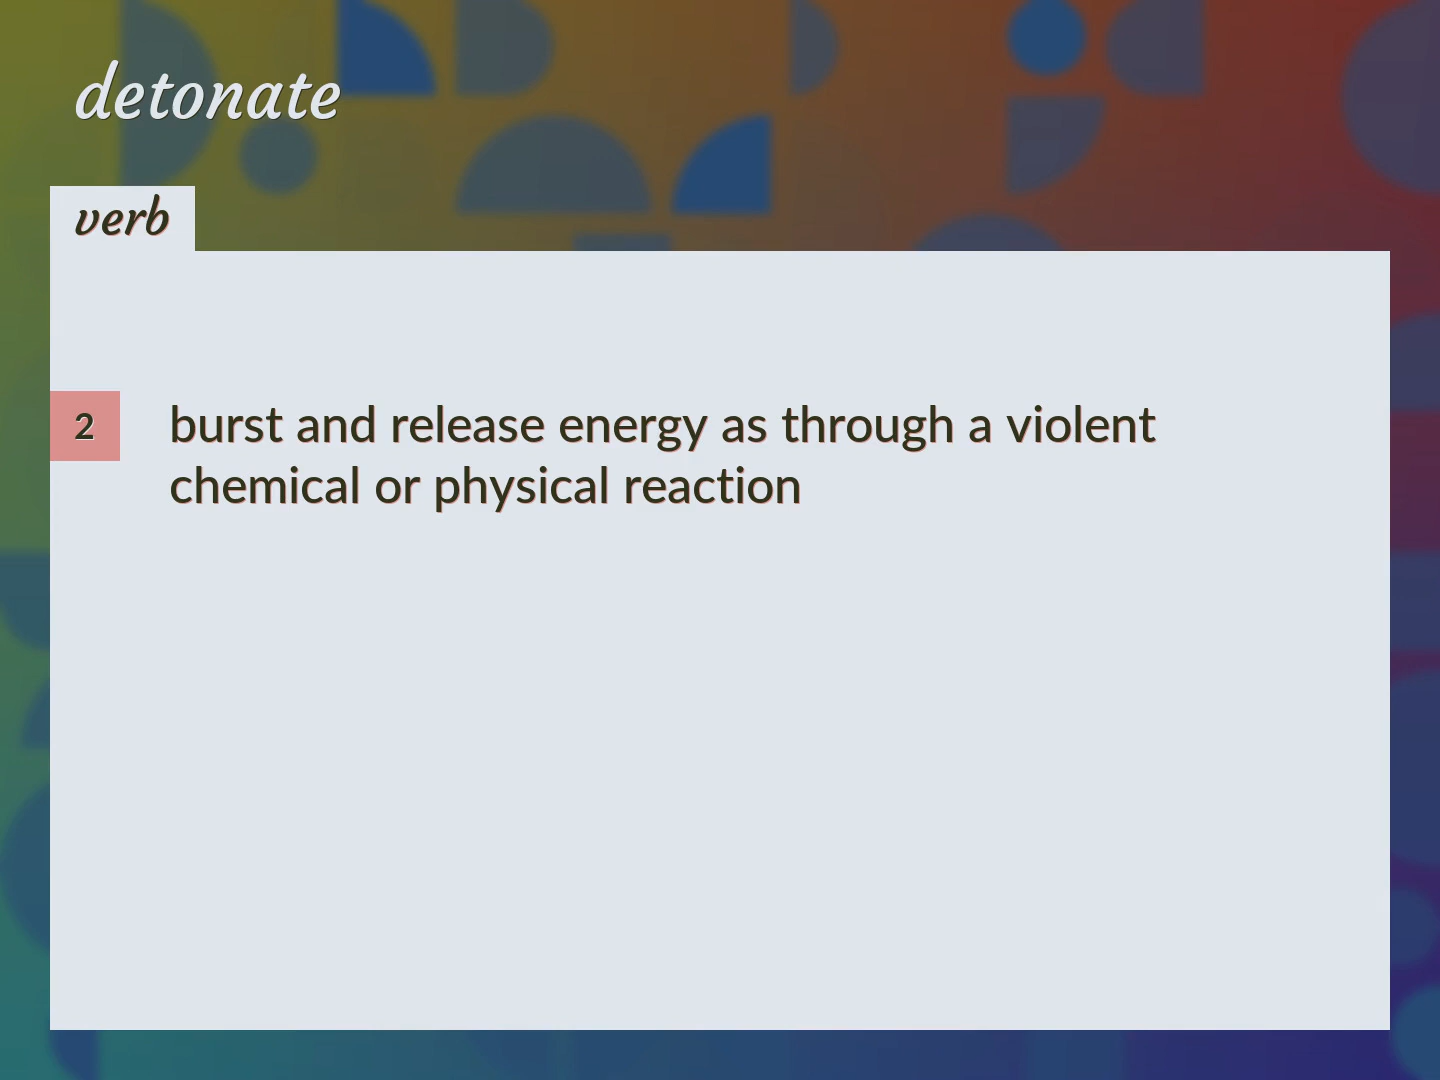 detonate
verb
2
burst and release energy as through a violent
chemical or physical reaction